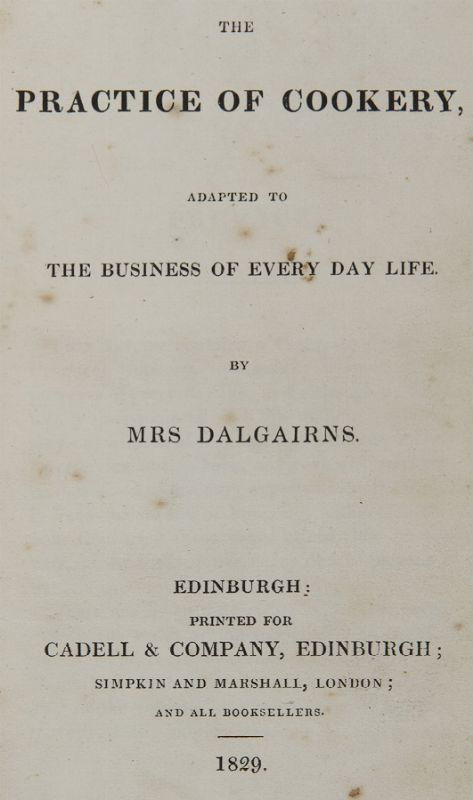 THE
PRACTICE OF COOKERY,
ADAPTED TO
THE BUSINESS OF EVERY DAY LIFE.
BY
MRS DALGAIRNS.
EDINBURGH:
PRINTED FOR
CADELL & COMPANY, EDINBURGH;
SIMPKIN AND MARSHALL, LONDON;
AND ALL BOOKSELLERS.
1829.